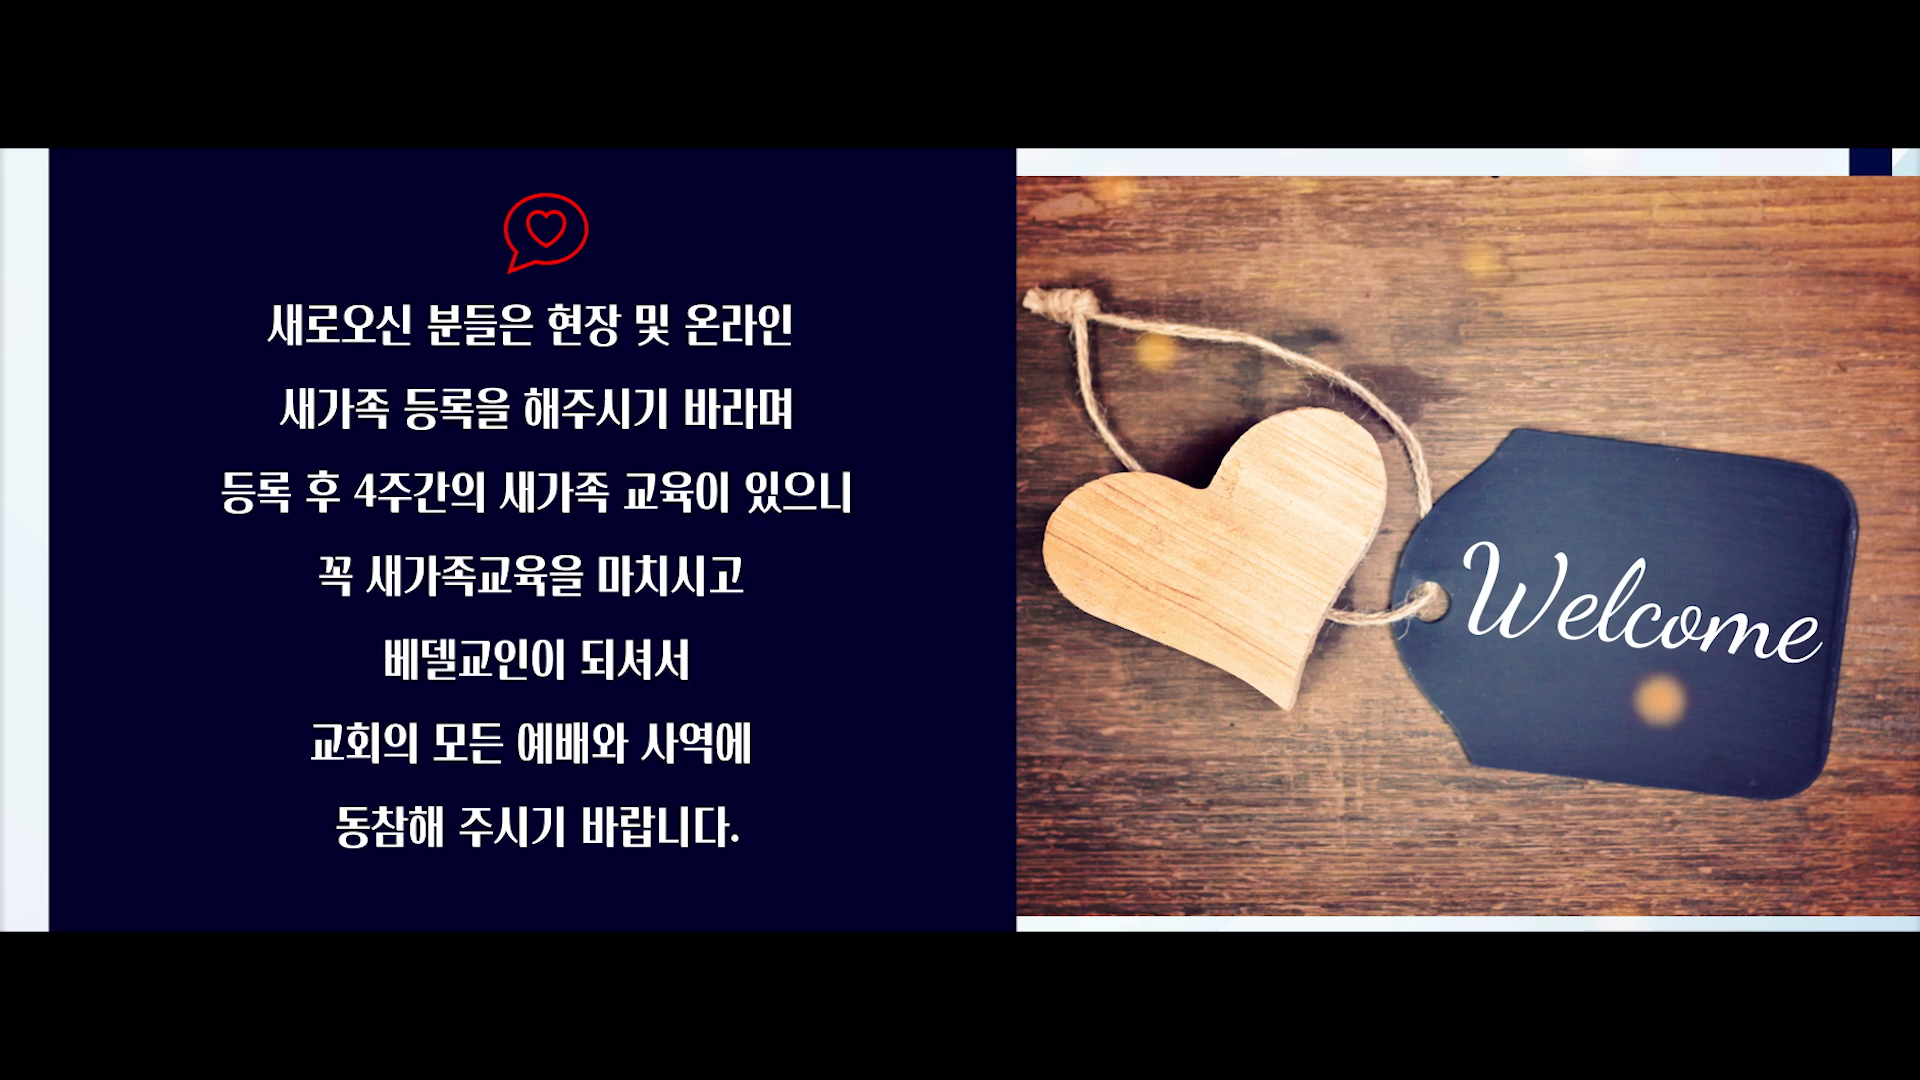 새로오신 분들은 현장 및 온라인
새가족 등록을 해주시기 바라며
등록 후 4주간의 새가족 교육이 있으니
꼭 새가족교육을 마치시고
베델교인이 되셔서
교회의 모든 예배와 사역에
동참해 주시기 바랍니다.
Welcome